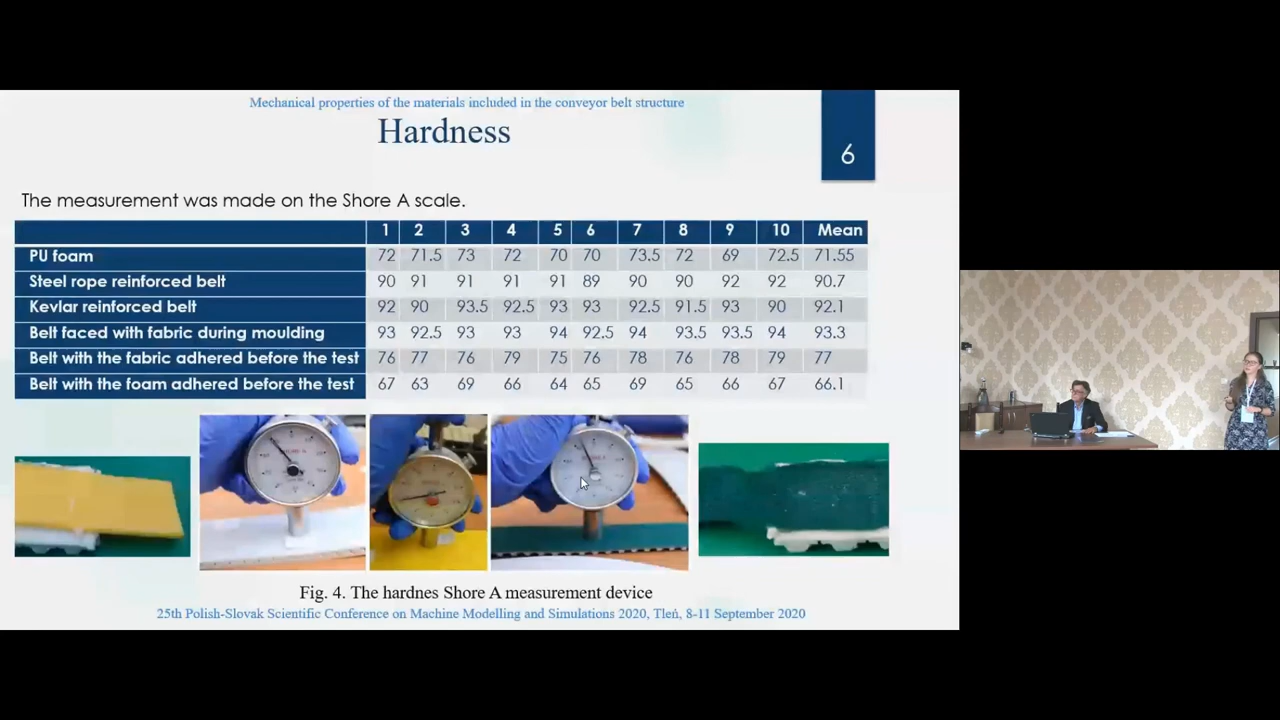 Mechanical properties of the materials included in the conveyor belt structure
Hardness
6
The measurement was made on the Shore A scale.
1 2 3 4 5 6 7 8 9 10 Mean
PU foam 72 71.5 73 72 70 70 73.5 72 69 72.5 71.55
Steel rope reinforced belt 90 91 91 91 91 89 90 90 92 92 90.7
Kevlar reinforced belt 92 90 93.5 92.5 93 93 92.5 91.5 93 90 92.1
Belt faced with fabric during moulding 93 92.5 93 93 94 92.5 94 93.5 93.5 94 93.3
Belt with the fabric adhered before the test 76 77 76 79 75 76 78 76 78 79 77
Belt with the foam adhered before the test 67 63 69 66 64 65 69 65 66 67 66.1
Fig. 4. The hardnes Shore A measurement device
25th Polish-Slovak Scientific Conference on Machine Modelling and Simulations 2020, Tleń, 8-11 September 2020